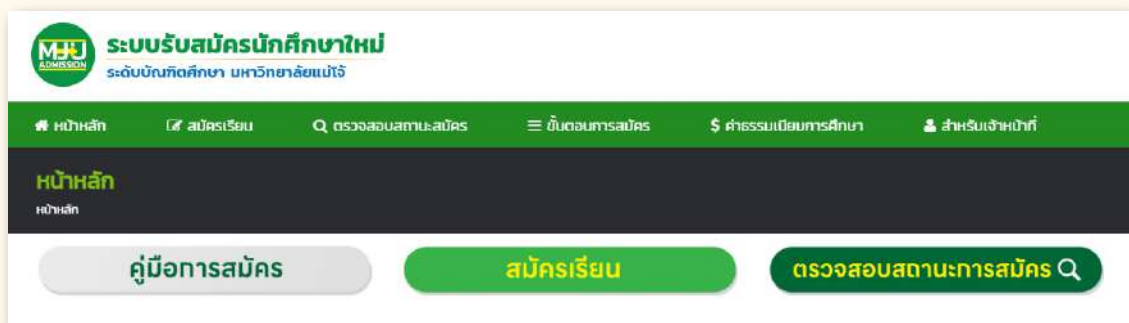 MJU
ADMISSION
ระบบรับสมัครนักศึกษาใหม่
ระดับบัณฑิตศึกษา มหาวิทยาลัยแม่โจ้
หน้าหลัก สมัครเรียน ตรวจสอบสถานะสมัคร ขั้นตอนการสมัคร $ ค่าธรรมเนียมการศึกษา สำหรับเจ้าหน้าที่
หน้าหลัก
หน้าหลัก
คู่มือการสมัคร สมัครเรียน ตรวจสอบสถานะการสมัคร